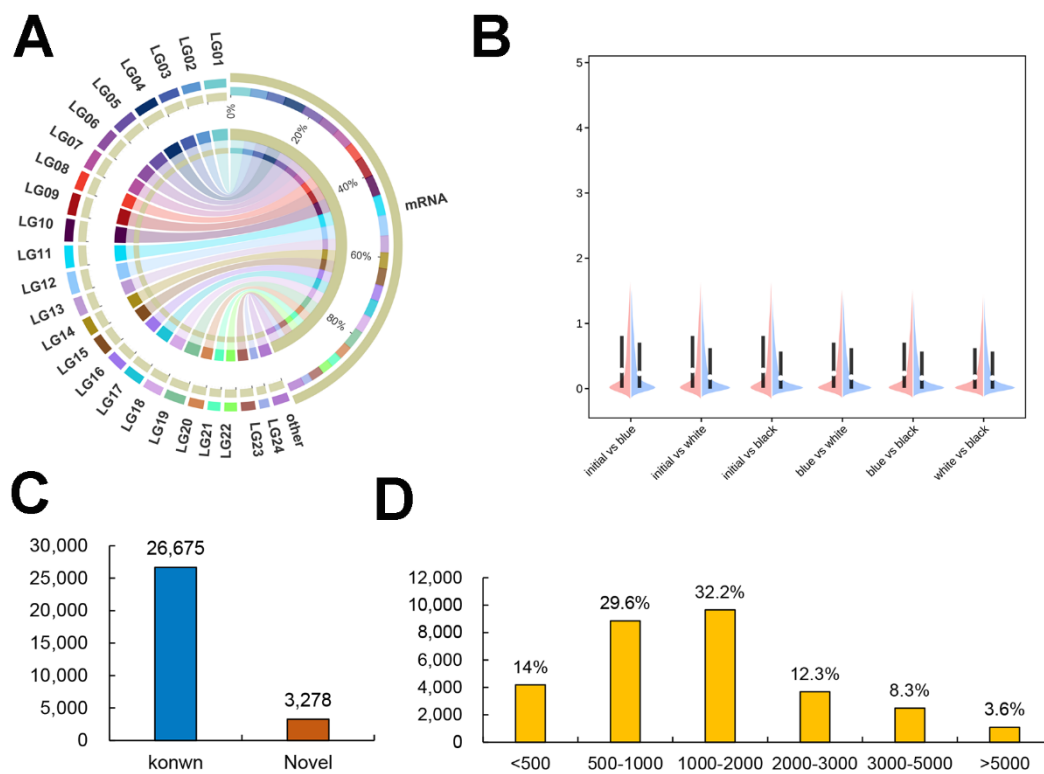 A
LG01
LG02
LG03
LG04
LG05
LG06
LG07
LG08
LG09
LG10
LG11
LG12
LG13
LG14
LG15
LG16
LG17
LG18
LG19
LG20
LG21
LG22
LG23
LG24
other
mRNA
0%
20%
40%
60%
80%
B
5
4
3
2
1
0
initial vs blue
initial vs white
initial vs black
blue vs white
blue vs black
white vs black
C
30,000
25,000
20,000
15,000
10,000
5,000
0
26,675
3,278
konwn Novel
D
12,000
10,000
8,000
6,000
4,000
2,000
0
14%
29.6%
32.2%
12.3%
8.3%
3.6%
<500 500-1000 1000-2000 2000-3000 3000-5000 >5000